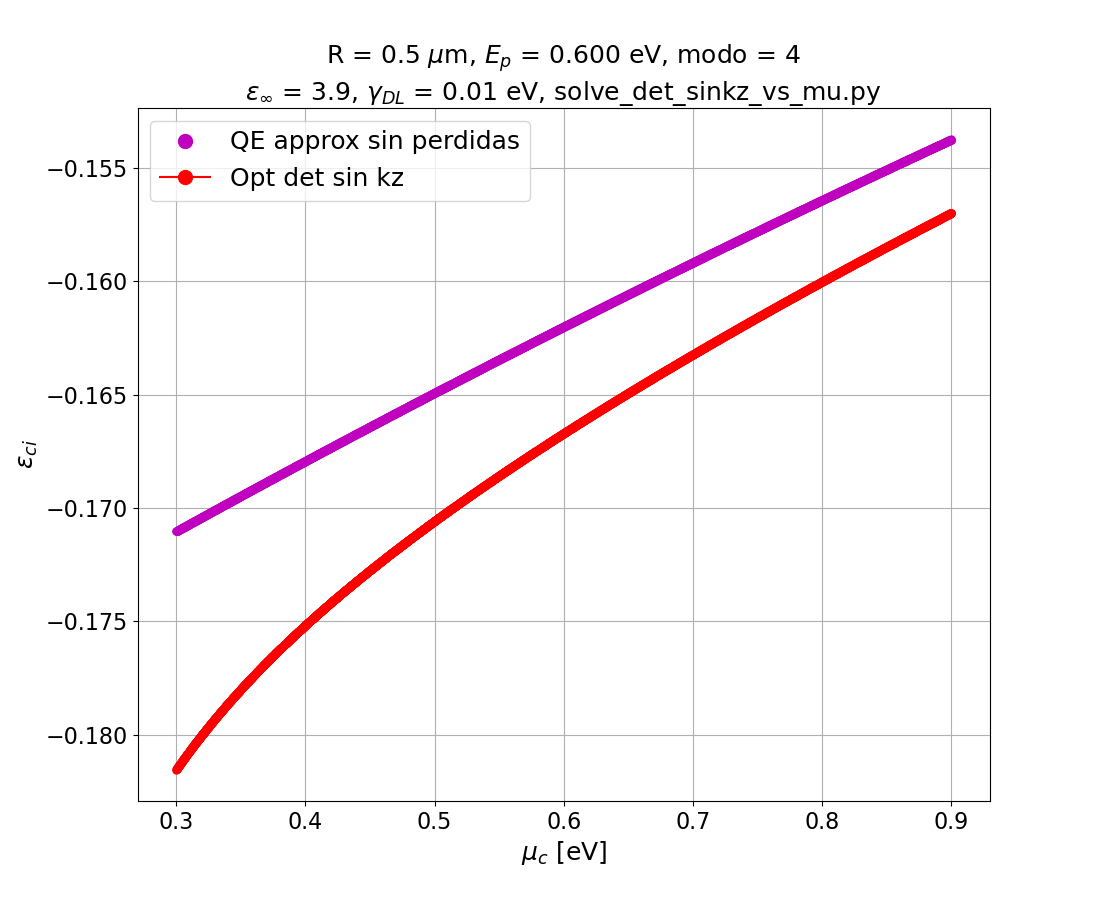 R = 0.5 μm, E_p = 0.600 eV, modo = 4
ε_∞ = 3.9, γ_DL = 0.01 eV, solve_det_sinkz_vs_mu.py
QE approx sin perdidas
Opt det sin kz
−0.155
−0.160
−0.165
−0.170
−0.175
−0.180
ε_ci
0.3 0.4 0.5 0.6 0.7 0.8 0.9
μ_c [eV]